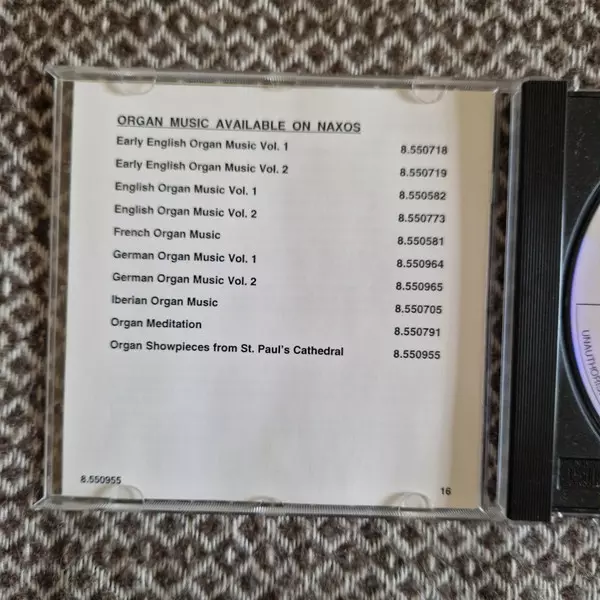 ORGAN MUSIC AVAILABLE ON NAXOS
Early English Organ Music Vol. 1 8.550718
Early English Organ Music Vol. 2 8.550719
English Organ Music Vol. 1 8.550582
English Organ Music Vol. 2 8.550773
French Organ Music 8.550581
German Organ Music Vol. 1 8.550964
German Organ Music Vol. 2 8.550965
Iberian Organ Music 8.550705
Organ Meditation 8.550791
Organ Showpieces from St. Paul's Cathedral 8.550955
8.550955 16